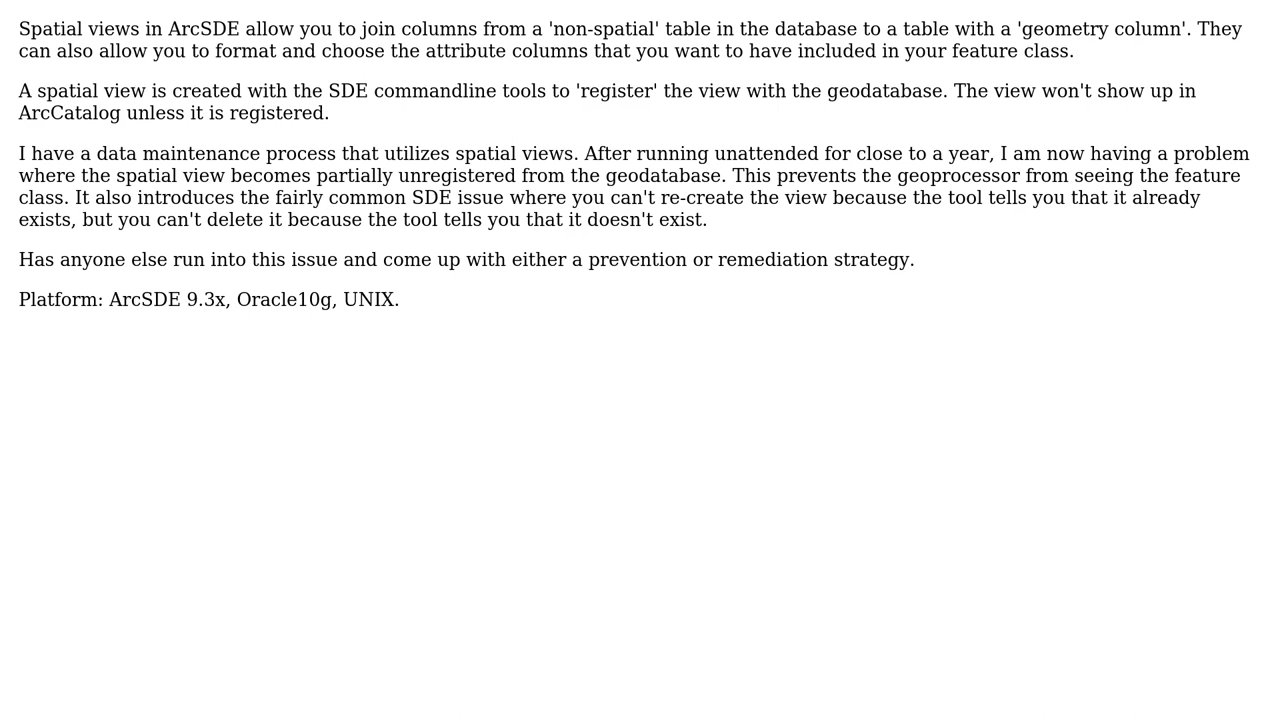 Spatial views in ArcSDE allow you to join columns from a 'non-spatial' table in the database to a table with a 'geometry column'. They
can also allow you to format and choose the attribute columns that you want to have included in your feature class.
A spatial view is created with the SDE commandline tools to 'register' the view with the geodatabase. The view won't show up in
ArcCatalog unless it is registered.
I have a data maintenance process that utilizes spatial views. After running unattended for close to a year, I am now having a problem
where the spatial view becomes partially unregistered from the geodatabase. This prevents the geoprocessor from seeing the feature
class. It also introduces the fairly common SDE issue where you can't re-create the view because the tool tells you that it already
exists, but you can't delete it because the tool tells you that it doesn't exist.
Has anyone else run into this issue and come up with either a prevention or remediation strategy.
Platform: ArcSDE 9.3x, Oracle10g, UNIX.